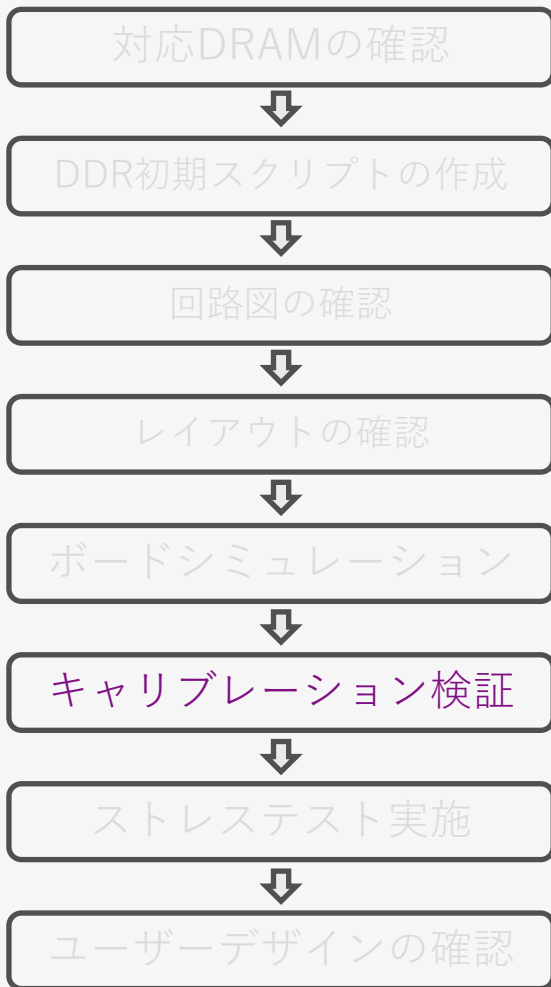 対応DRAMの確認
DDR初期スクリプトの作成
回路図の確認
レイアウトの確認
ボードシミュレーション
キャリブレーション検証
ストレステスト実施
ユーザーデザインの確認